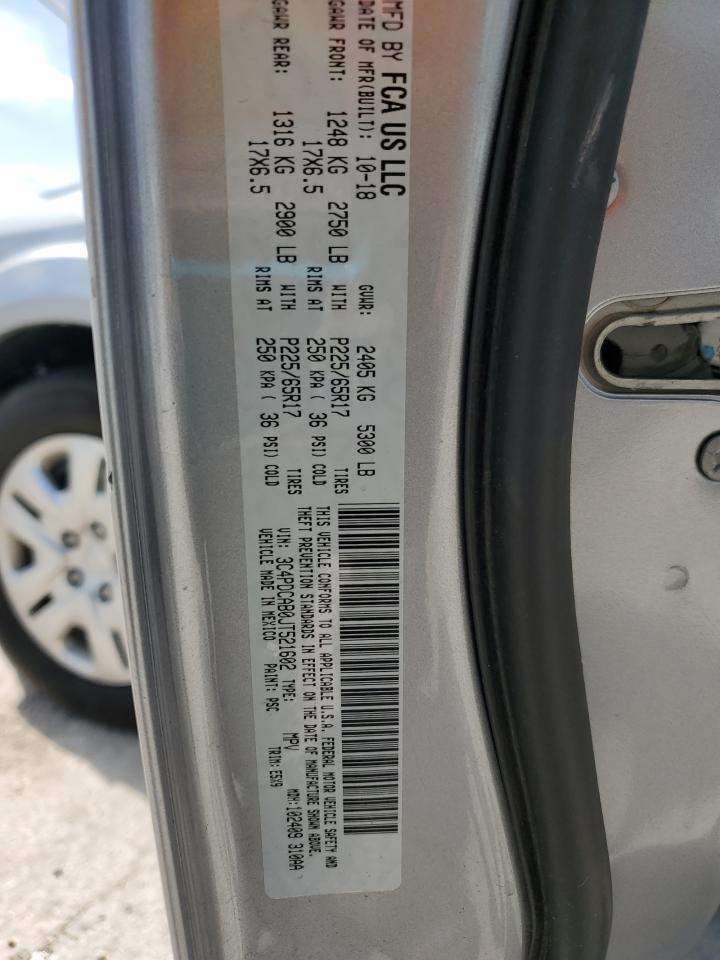 MFD BY FCA US LLC
DATE OF MFR(BUILT): 10-18 GVWR: 2405 KG 5300 LB
GAWR FRONT: 1248 KG 2750 LB WITH P225/65R17 TIRES
17X6.5 RIMS AT 250 KPA ( 36 PSI) COLD
GAWR REAR: 1316 KG 2900 LB WITH P225/65R17 TIRES
17X6.5 RIMS AT 250 KPA ( 36 PSI) COLD
THIS VEHICLE CONFORMS TO ALL APPLICABLE U.S.A. FEDERAL MOTOR VEHICLE SAFETY AND
THEFT PREVENTION STANDARDS IN EFFECT ON THE DATE OF MANUFACTURE SHOWN ABOVE.
VIN: 3C4PDCAB0JT521602 TYPE: MPV MDH:102409 310AA
VEHICLE MADE IN MEXICO PAINT: PSC TRIM: E5X9